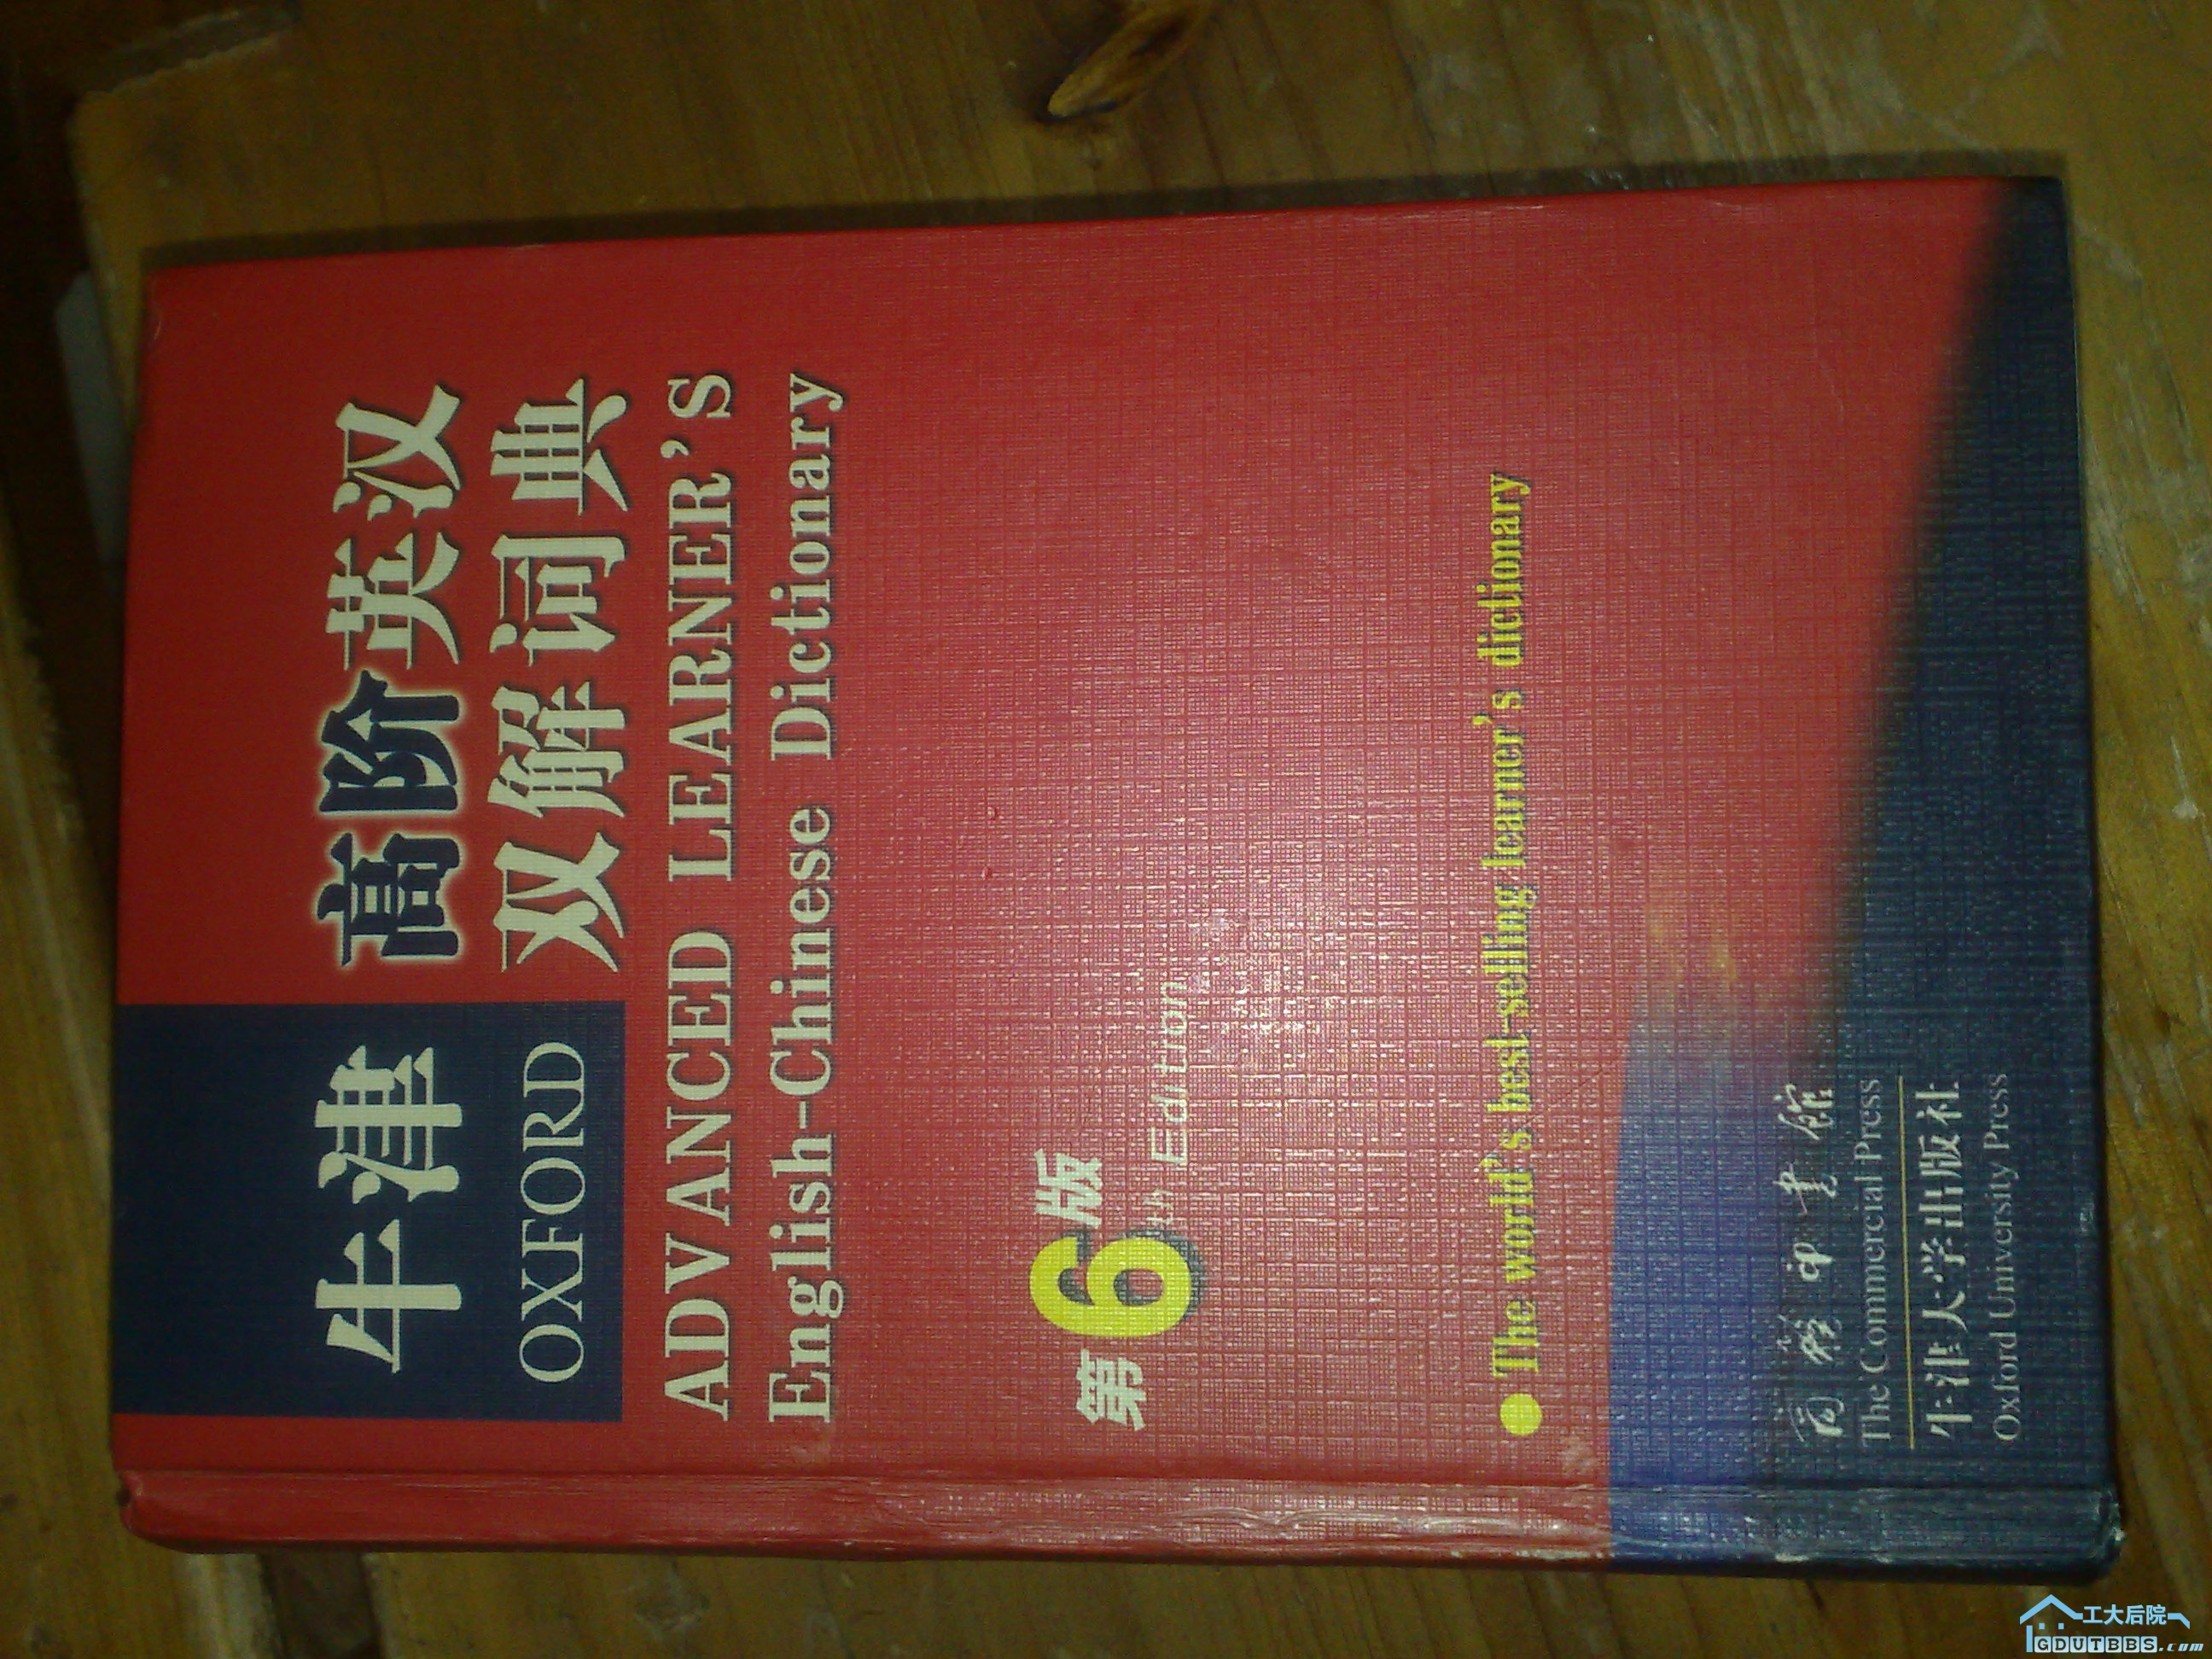 牛津
OXFORD
高阶英汉
双解词典
ADVANCED LEARNER'S
English-Chinese Dictionary
第6版
th Edition
The world's best-selling learner's dictionary
商务印书馆
The Commercial Press
牛津大学出版社
Oxford University Press
工大后院
GDUTBBS.com